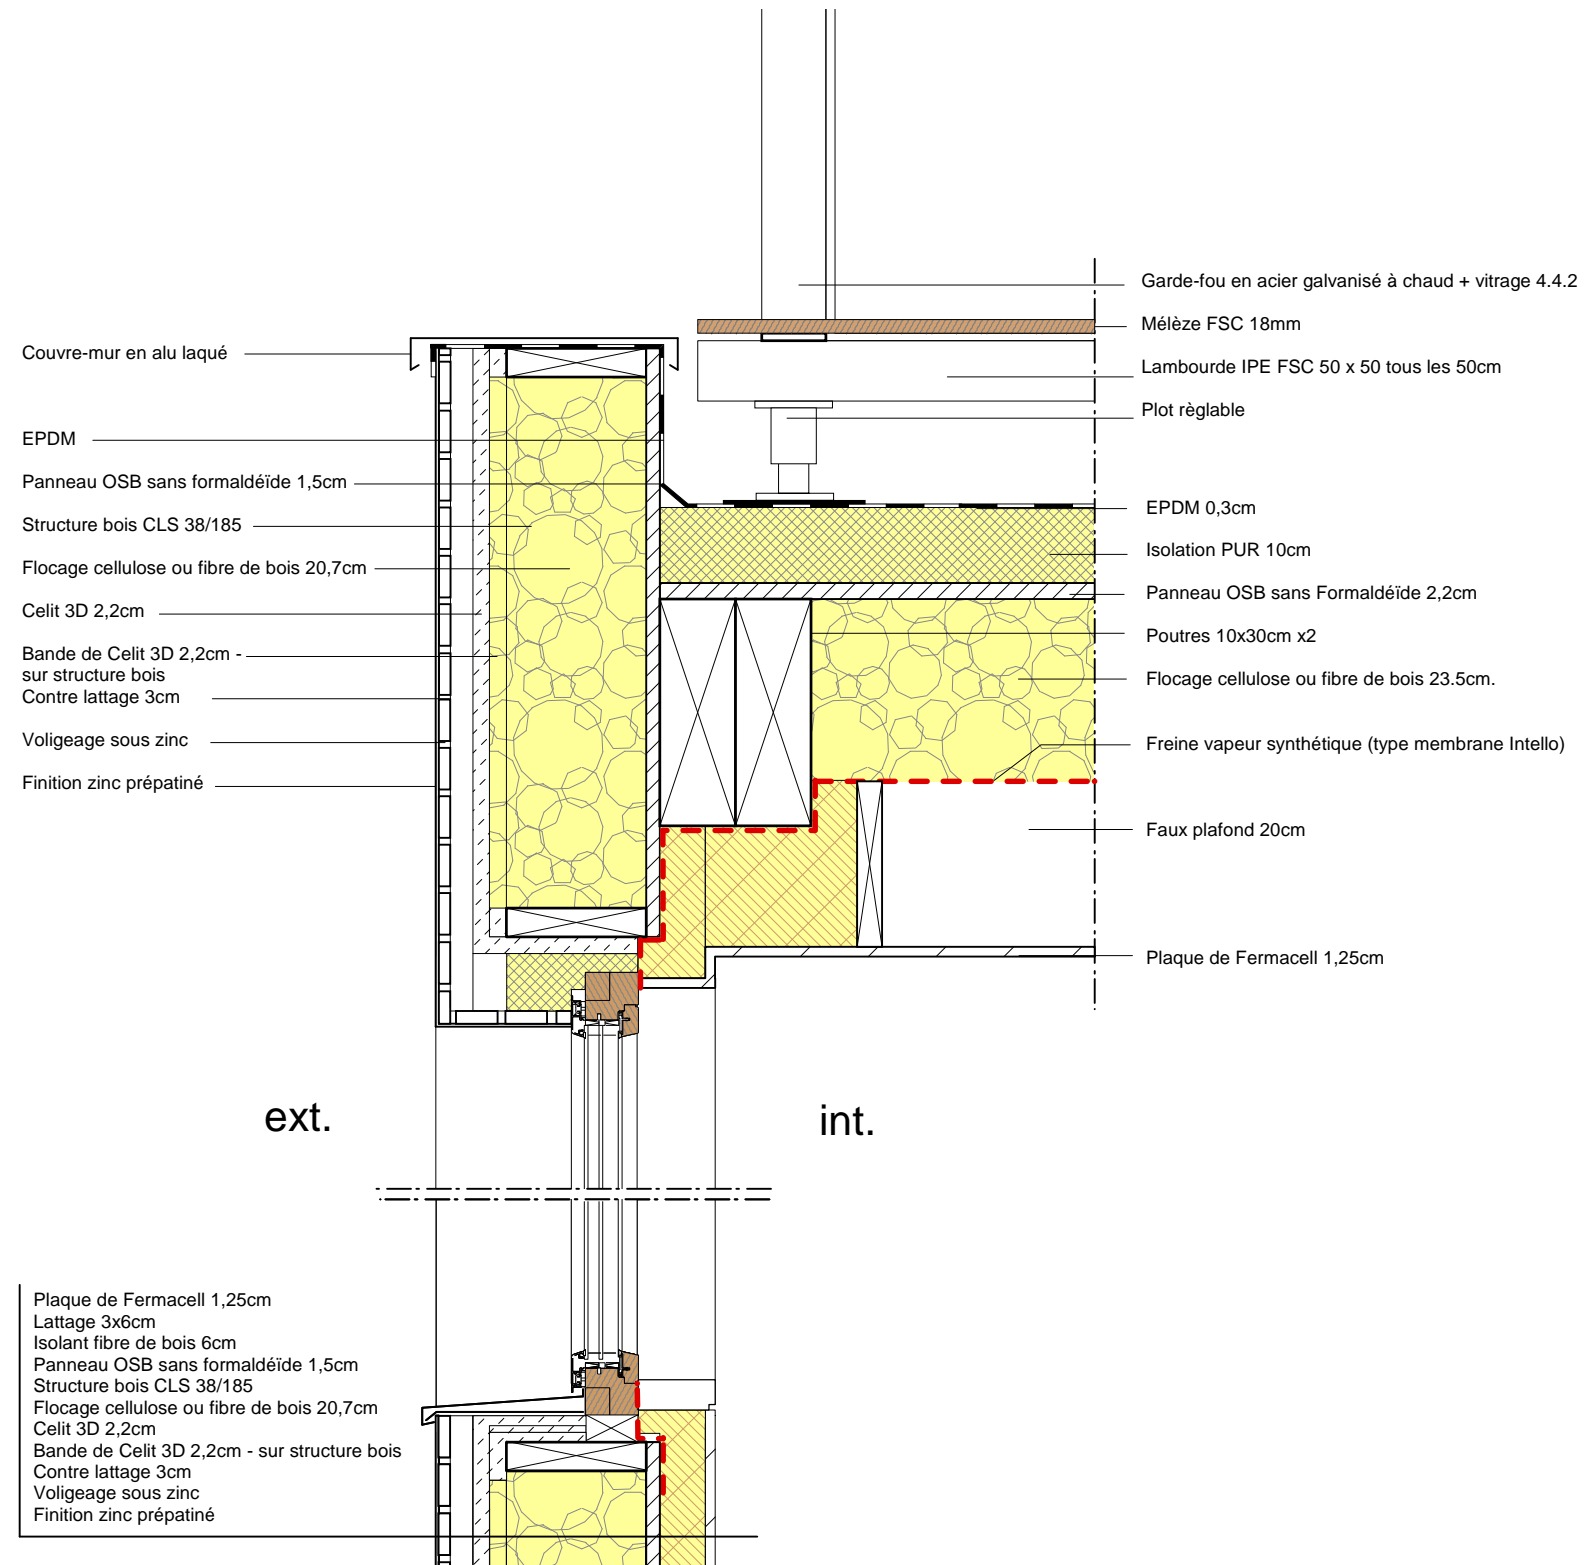 Garde-fou en acier galvanisé à chaud + vitrage 4.4.2
Mélèze FSC 18mm
Couvre-mur en alu laqué
Lambourde IPE FSC 50 x 50 tous les 50cm
Plot règlable
EPDM
Panneau OSB sans formaldéïde 1,5cm
Structure bois CLS 38/185
Flocage cellulose ou fibre de bois 20,7cm
Celit 3D 2,2cm
Bande de Celit 3D 2,2cm -
sur structure bois
Contre lattage 3cm
Voligeage sous zinc
Finition zinc prépatiné
EPDM 0,3cm
Isolation PUR 10cm
Panneau OSB sans Formaldéïde 2,2cm
Poutres 10x30cm x2
Flocage cellulose ou fibre de bois 23.5cm.
Freine vapeur synthétique (type membrane Intello)
Faux plafond 20cm
Plaque de Fermacell 1,25cm
ext.
int.
Plaque de Fermacell 1,25cm
Lattage 3x6cm
Isolant fibre de bois 6cm
Panneau OSB sans formaldéïde 1,5cm
Structure bois CLS 38/185
Flocage cellulose ou fibre de bois 20,7cm
Celit 3D 2,2cm
Bande de Celit 3D 2,2cm - sur structure bois
Contre lattage 3cm
Voligeage sous zinc
Finition zinc prépatiné